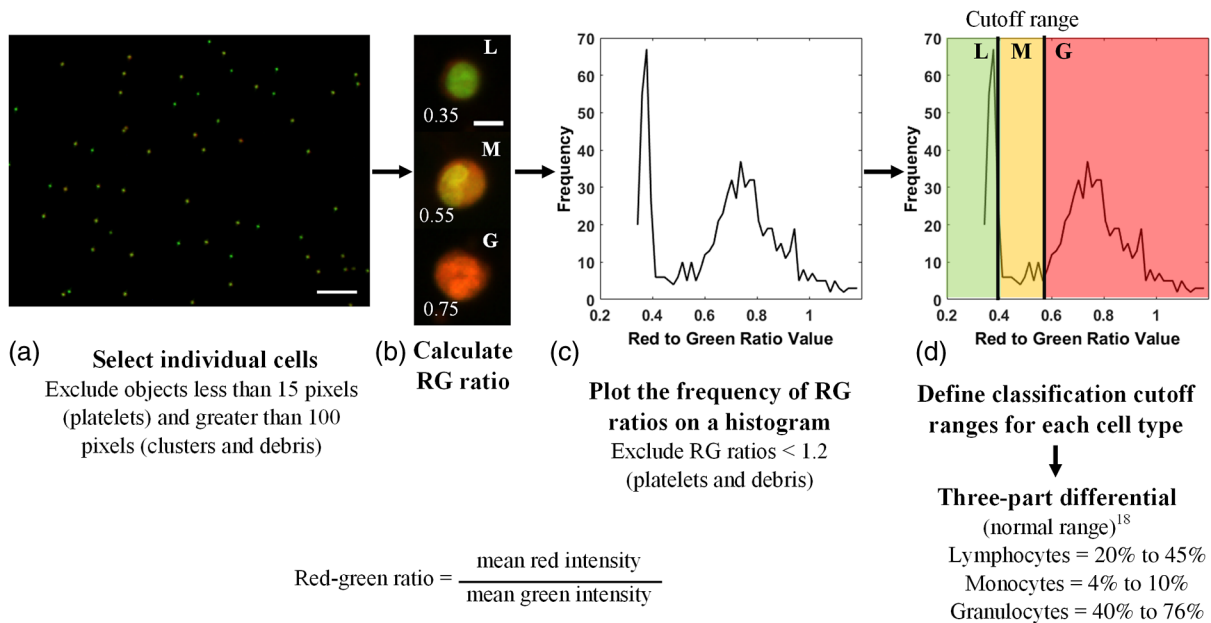 Cutoff range
L
0.35
M
0.55
G
0.75
70
60
50
40
30
20
10
0
Frequency
0.2 0.4 0.6 0.8 1
Red to Green Ratio Value
L M G
70
60
50
40
30
20
10
0
Frequency
0.2 0.4 0.6 0.8 1
Red to Green Ratio Value
(a)
Select individual cells
Exclude objects less than 15 pixels
(platelets) and greater than 100
pixels (clusters and debris)
(b)
Calculate
RG ratio
(c)
Plot the frequency of RG
ratios on a histogram
Exclude RG ratios < 1.2
(platelets and debris)
(d)
Define classification cutoff
ranges for each cell type
Three-part differential
(normal range)18
Lymphocytes = 20% to 45%
Monocytes = 4% to 10%
Granulocytes = 40% to 76%
Red-green ratio = mean red intensity
mean green intensity